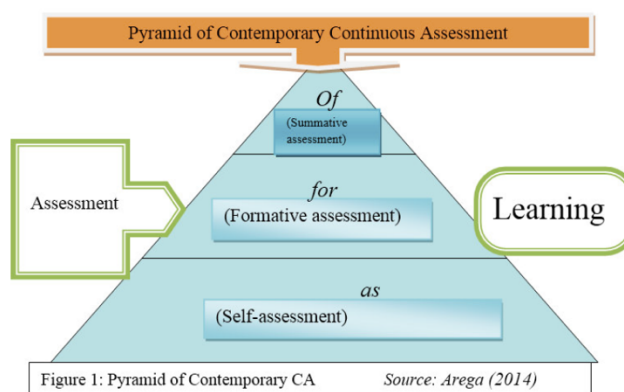 Pyramid of Contemporary Continuous Assessment
Of
(Summative
assessment)
for
Assessment
(Formative assessment)
Learning
as
(Self-assessment)
Figure 1: Pyramid of Contemporary CA Source: Arega (2014)